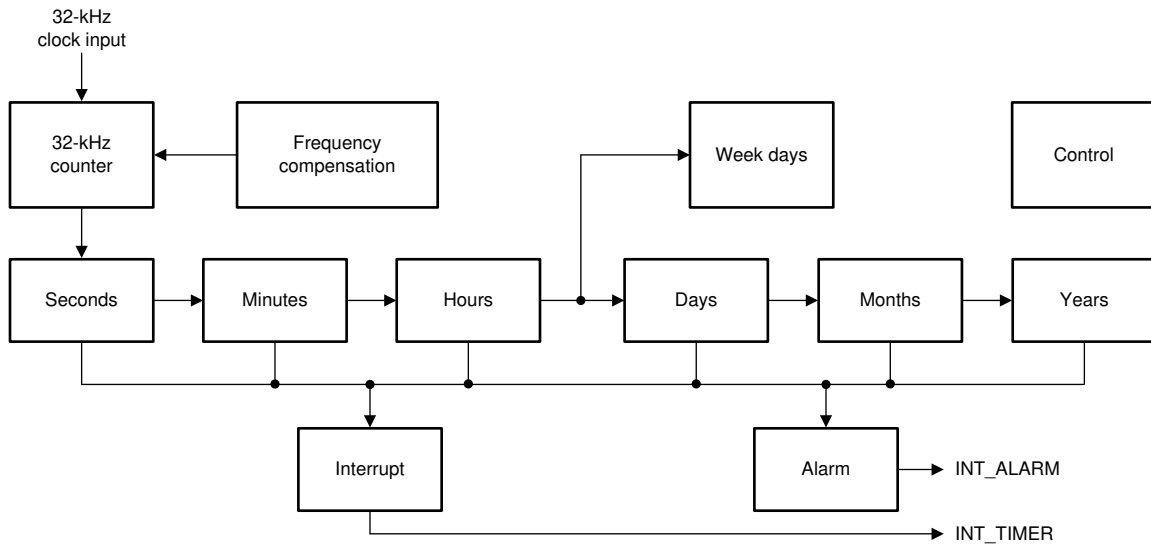 32-kHz
clock input
32-kHz
counter
Frequency
compensation
Week days
Control
Seconds
Minutes
Hours
Days
Months
Years
Interrupt
Alarm
INT_ALARM
INT_TIMER